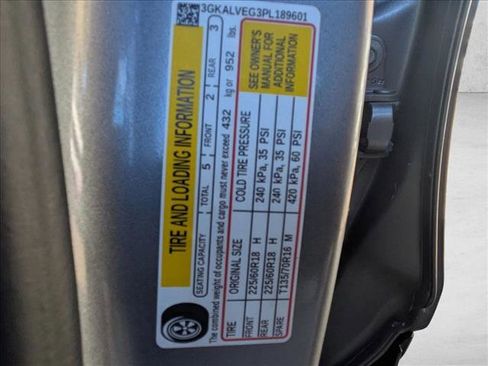 3GKALVEG3PL189601
TIRE AND LOADING INFORMATION
SEATING CAPACITY TOTAL 5 FRONT 2 REAR 3
The combined weight of occupants and cargo must never exceed 432 kg or 952 lbs.
TIRE ORIGINAL SIZE COLD TIRE PRESSURE
FRONT 225/60R18 H 240 kPa, 35 PSI
REAR 225/60R18 H 240 kPa, 35 PSI
SPARE T135/70R16 M 420 kPa, 60 PSI
SEE OWNER'S
MANUAL FOR
ADDITIONAL
INFORMATION